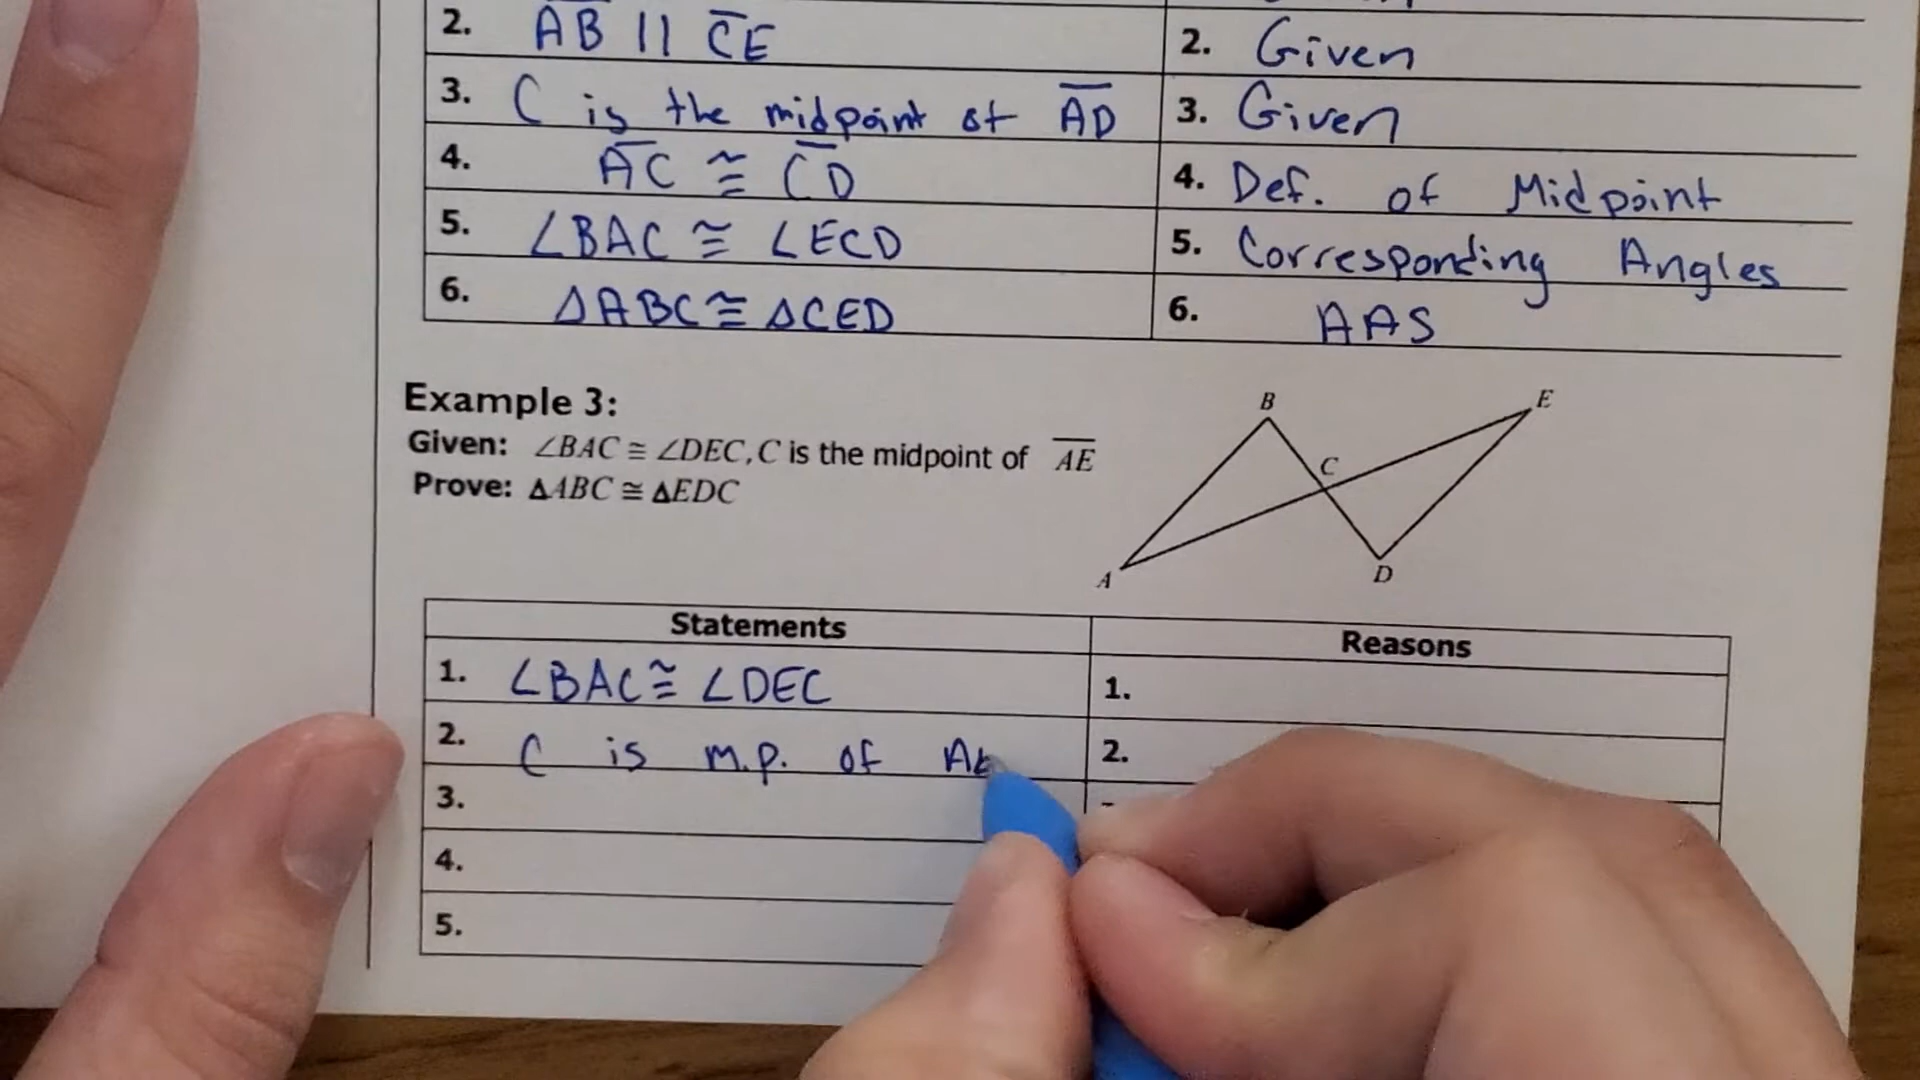 2. AB || CE 2. Given
3. C is the midpoint of AD 3. Given
4. AC ≅ CD 4. Def. of Midpoint
5. ∠BAC ≅ ∠ECD 5. Corresponding Angles
6. ΔABC ≅ ΔCED 6. AAS
Example 3:
Given: ∠BAC ≅ ∠DEC, C is the midpoint of AE
Prove: ΔABC ≅ ΔEDC
B
E
C
A
D
Statements Reasons
1. ∠BAC ≅ ∠DEC 1.
2. C is m.p. of 2.
3.
4.
5.